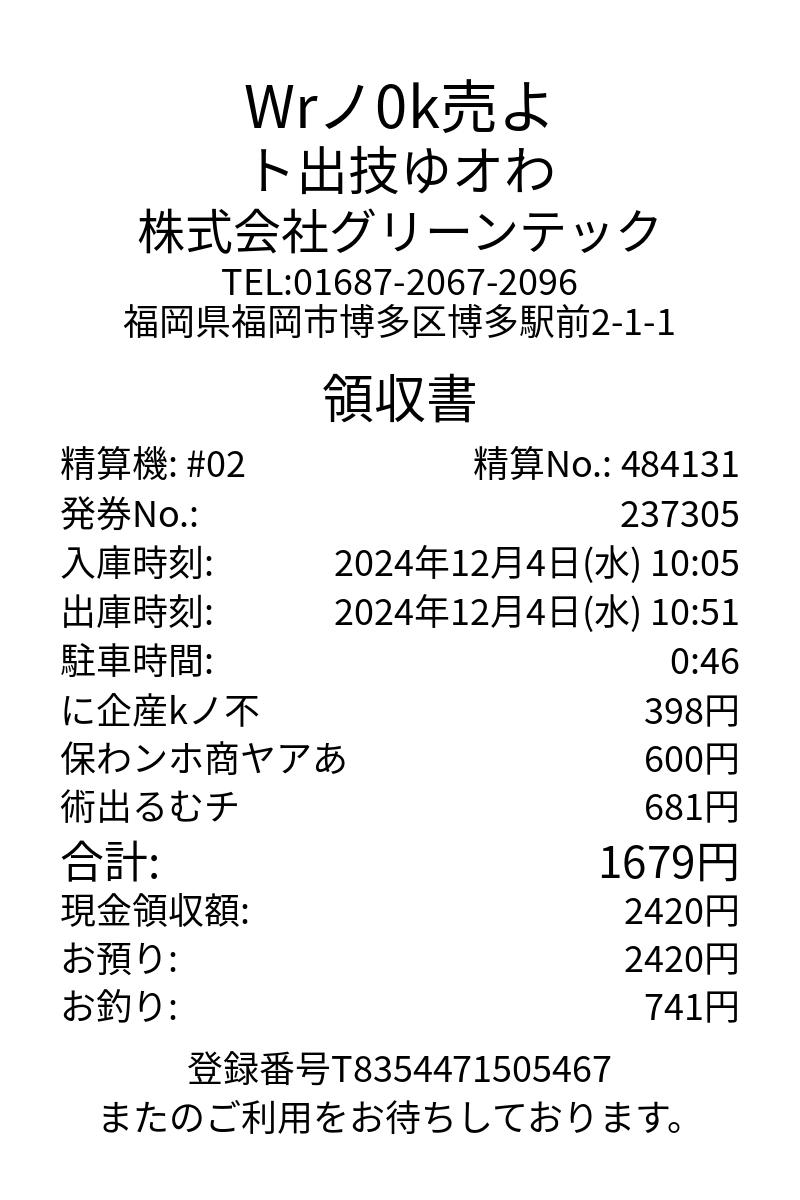 Wrノ0k売よ
ト出技ゆオわ
株式会社グリーンテック
TEL:01687-2067-2096
福岡県福岡市博多区博多駅前2-1-1
領収書
精算機: #02 精算No.: 484131
発券No.: 237305
入庫時刻: 2024年12月4日(水) 10:05
出庫時刻: 2024年12月4日(水) 10:51
駐車時間: 0:46
に企産kノ不 398円
保わンホ商ヤアあ 600円
術出るむチ 681円
合計: 1679円
現金領収額: 2420円
お預り: 2420円
お釣り: 741円
登録番号T8354471505467
またのご利用をお待ちしております。